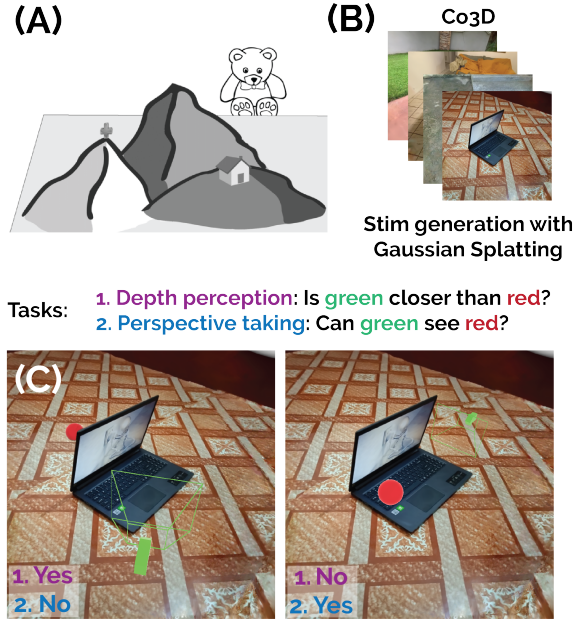 (A)
(B)
Co3D
Stim generation with
Gaussian Splatting
Tasks:
1. Depth perception: Is green closer than red?
2. Perspective taking: Can green see red?
(C)
1. Yes
2. No
1. No
2. Yes